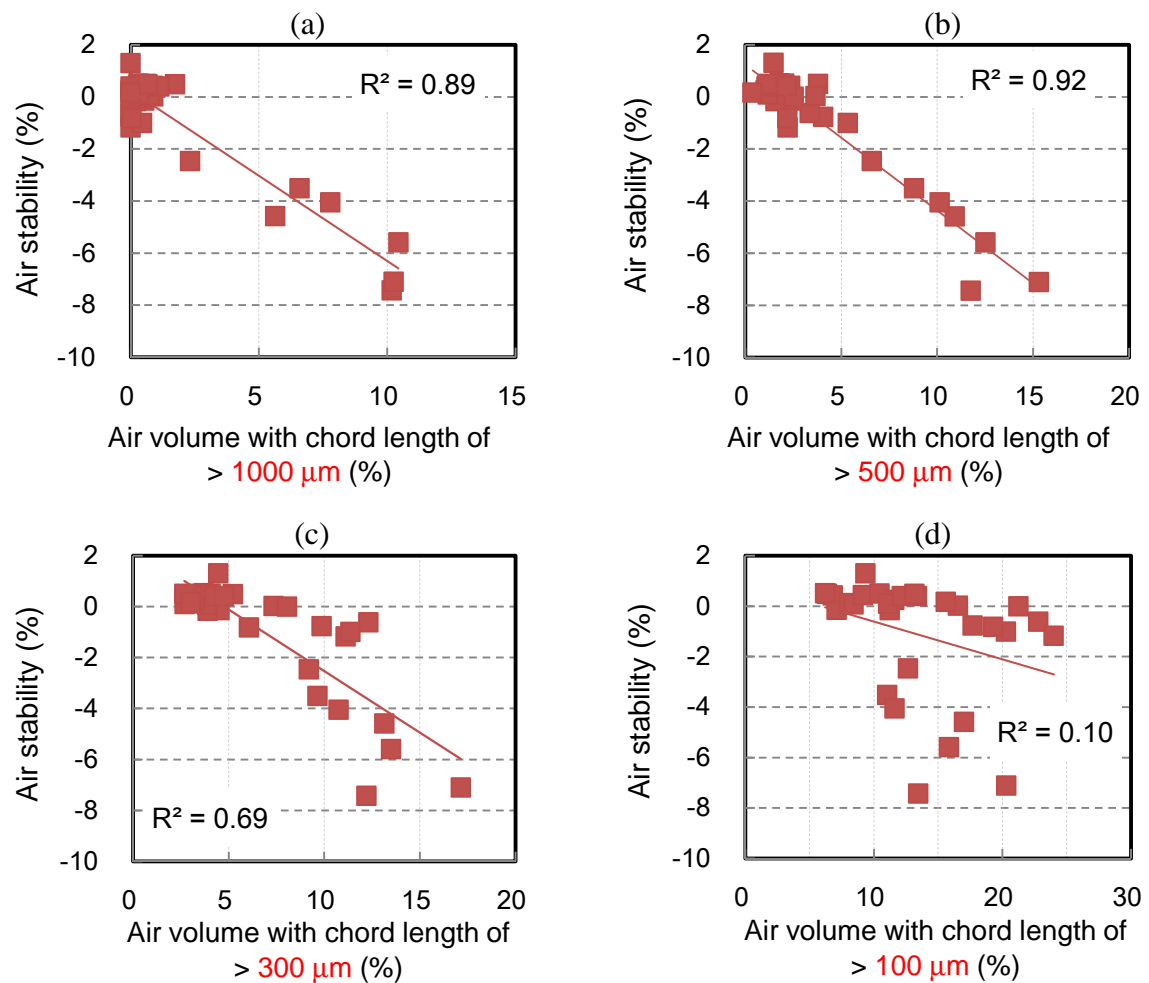 (a)
2
0
-2
-4
-6
-8
-10
Air stability (%)
R² = 0.89
0 5 10 15
Air volume with chord length of
> 1000 μm (%)
(b)
2
0
-2
-4
-6
-8
-10
Air stability (%)
R² = 0.92
0 5 10 15 20
Air volume with chord length of
> 500 μm (%)
(c)
2
0
-2
-4
-6
-8
-10
Air stability (%)
R² = 0.69
0 5 10 15 20
Air volume with chord length of
> 300 μm (%)
(d)
2
0
-2
-4
-6
-8
-10
Air stability (%)
R² = 0.10
0 10 20 30
Air volume with chord length of
> 100 μm (%)